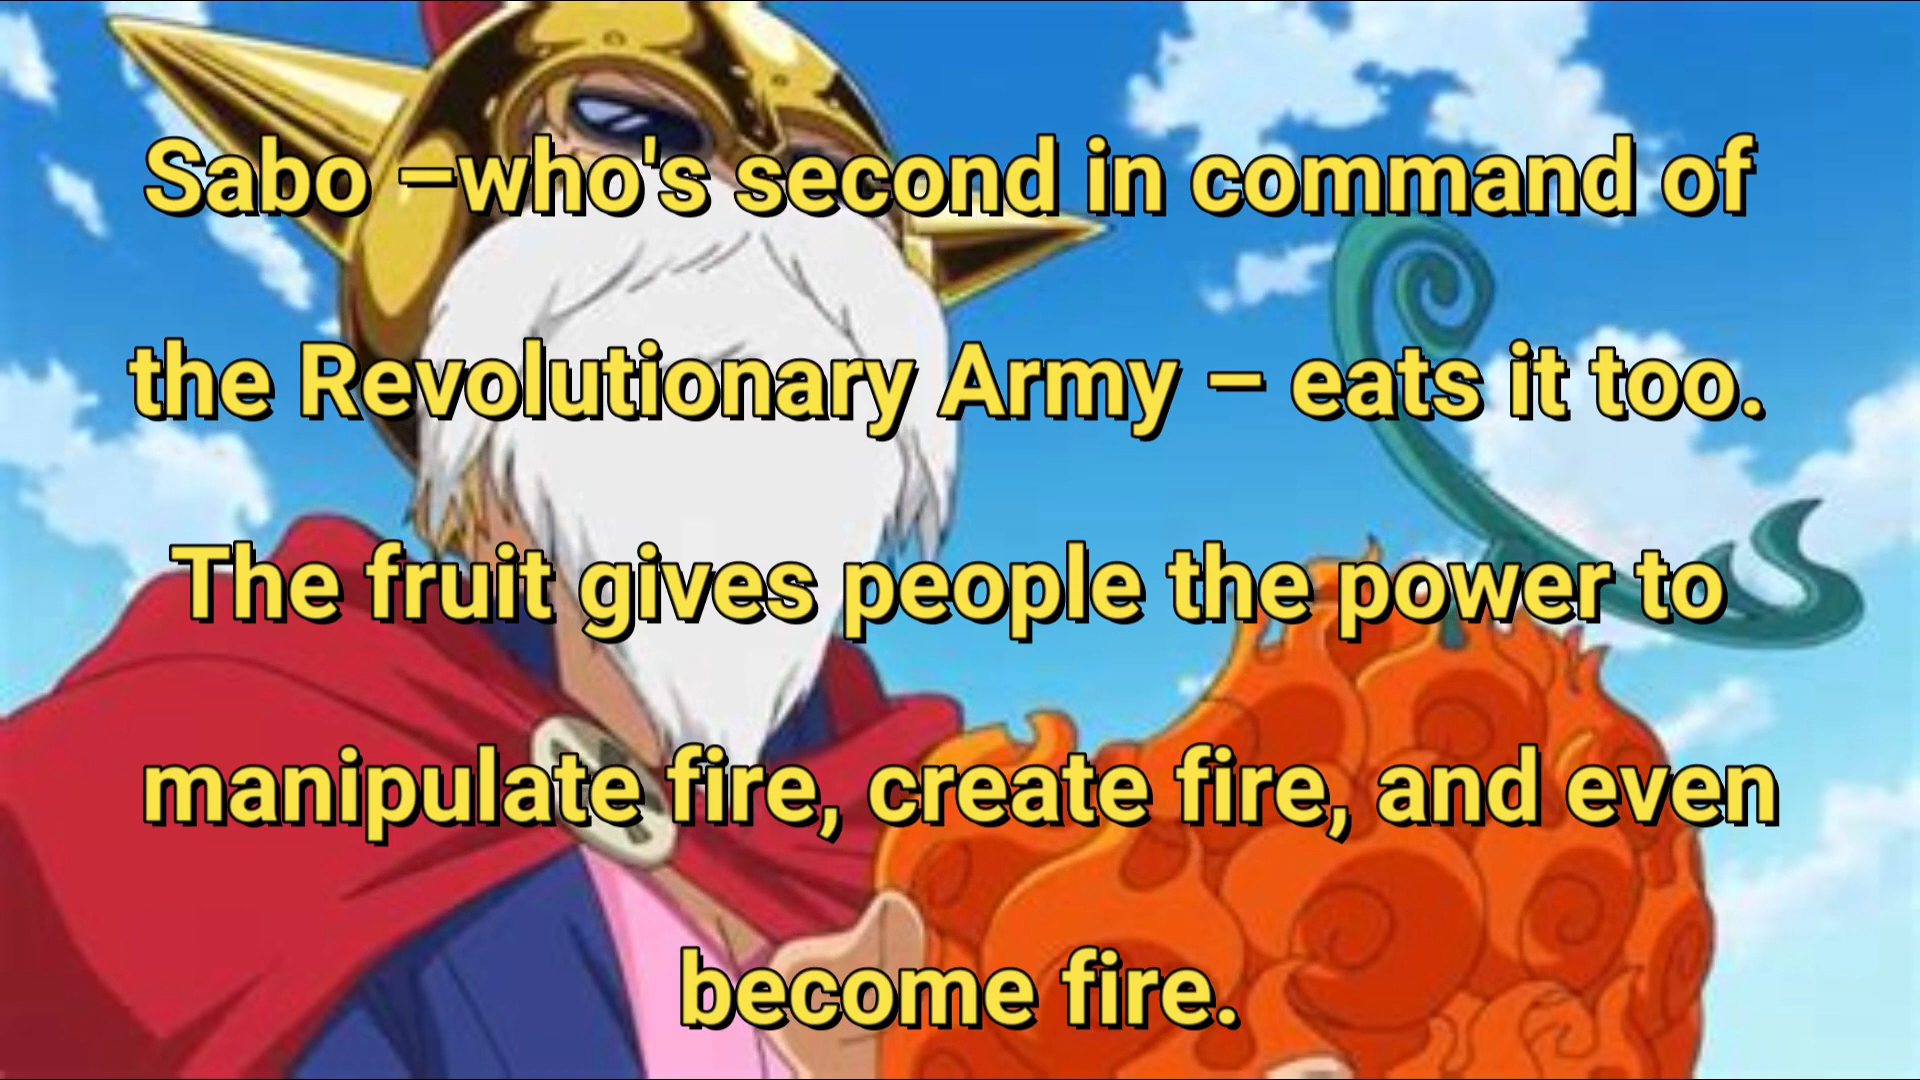 Sabo –who's second in command of
the Revolutionary Army – eats it too.
The fruit gives people the power to
manipulate fire, create fire, and even
become fire.